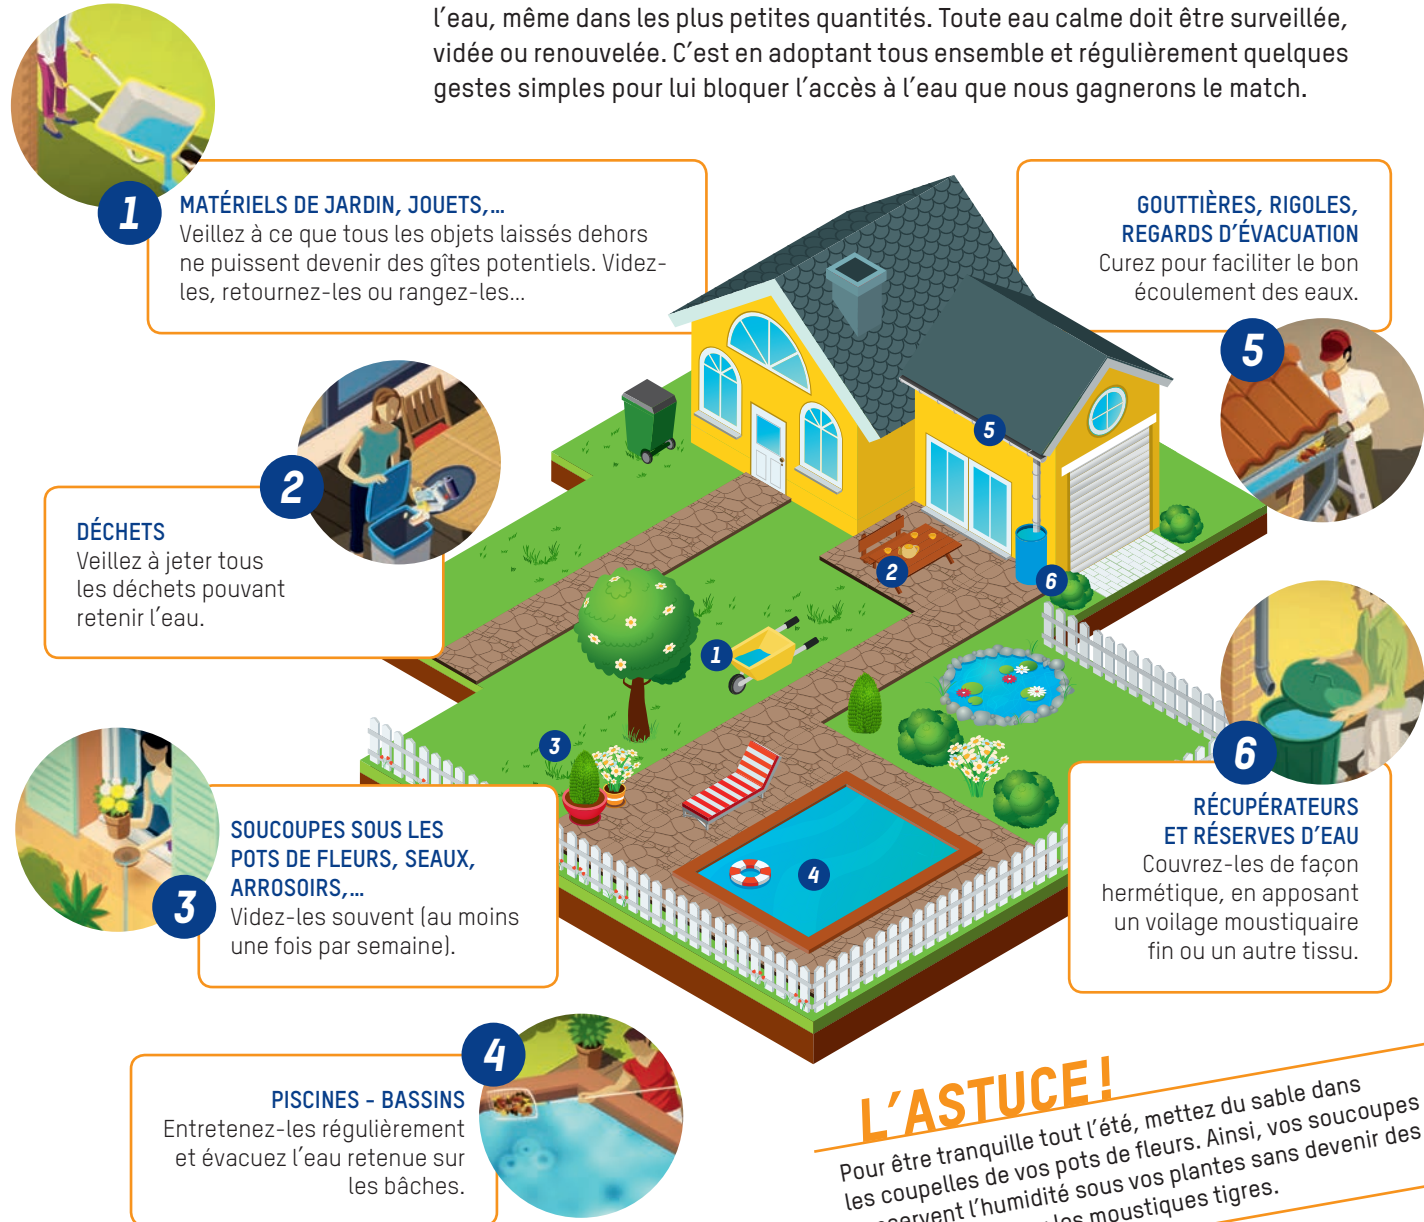 l'eau, même dans les plus petites quantités. Toute eau calme doit être surveillée,
vidée ou renouvelée. C'est en adoptant tous ensemble et régulièrement quelques
gestes simples pour lui bloquer l'accès à l'eau que nous gagnerons le match.
1
MATÉRIELS DE JARDIN, JOUETS,...
Veillez à ce que tous les objets laissés dehors
ne puissent devenir des gîtes potentiels. Videz-
les, retournez-les ou rangez-les...
2
DÉCHETS
Veillez à jeter tous
les déchets pouvant
retenir l'eau.
3
SOUCOUPES SOUS LES
POTS DE FLEURS, SEAUX,
ARROSOIRS,...
Videz-les souvent (au moins
une fois par semaine).
4
PISCINES - BASSINS
Entretenez-les régulièrement
et évacuez l'eau retenue sur
les bâches.
GOUTTIÈRES, RIGOLES,
REGARDS D'ÉVACUATION
Curez pour faciliter le bon
écoulement des eaux.
5
6
RÉCUPÉRATEURS
ET RÉSERVES D'EAU
Couvrez-les de façon
hermétique, en apposant
un voilage moustiquaire
fin ou un autre tissu.
5
2
6
1
3
4
L'ASTUCE!
Pour être tranquille tout l'été, mettez du sable dans
les coupelles de vos pots de fleurs. Ainsi, vos soucoupes
l'humidité sous vos plantes sans devenir des
les moustiques tigres.